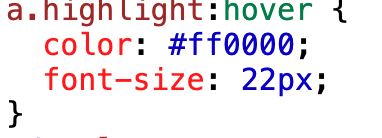 a.highlight:hover {
  color: #ff0000;
  font-size: 22px;
}